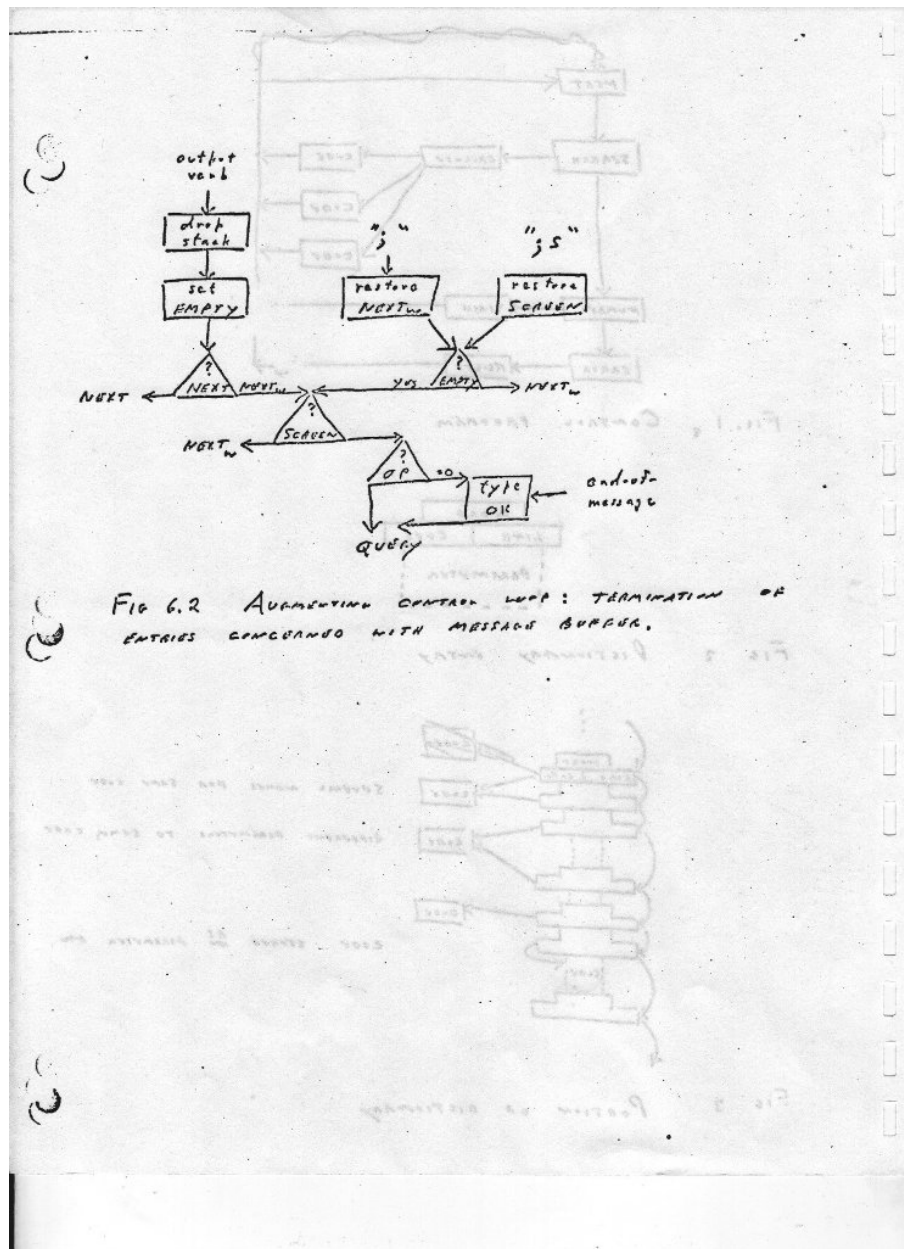 output
verb
drop
stack
set
EMPTY
";"
restore
NEXTw
";s"
restore
SCREEN
?
NEXT
NEXT
NEXTw
?
EMPTY
yes
NEXTw
?
SCREEN
NEXTw
?
OP
=0
type
OK
end-of-
message
QUERY
FIG 6.2 AUGMENTING CONTROL LOOP: TERMINATION OF
ENTRIES CONCERNED WITH MESSAGE BUFFER.